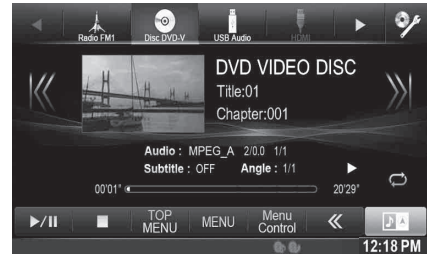 Radio FM1 Disc DVD-V USB Audio HDMI
DVD VIDEO DISC
Title:01
Chapter:001
Audio : MPEG_A 2/0.0 1/1
Subtitle : OFF Angle : 1/1
00'01" 20'29"
TOP MENU MENU Menu Control
12:18 PM